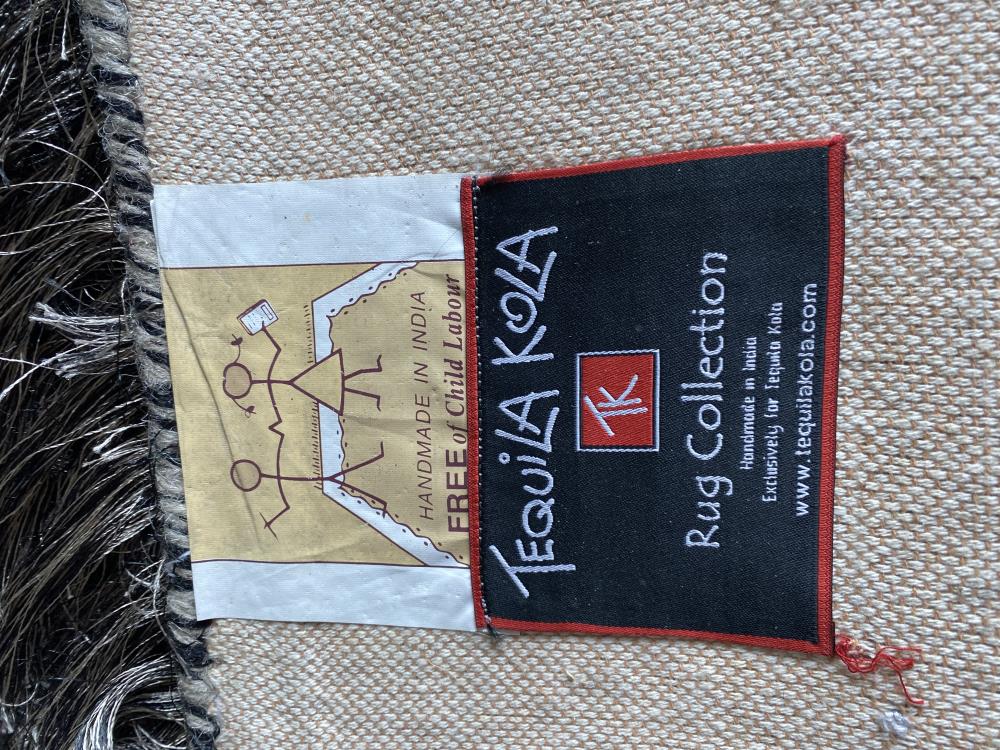 HANDMADE IN INDIA
FREE of Child Labour
TEQUiLA KOLA
TK
Rug Collection
Handmade in India
Exclusively for Tequila Kola
www.tequilakola.com